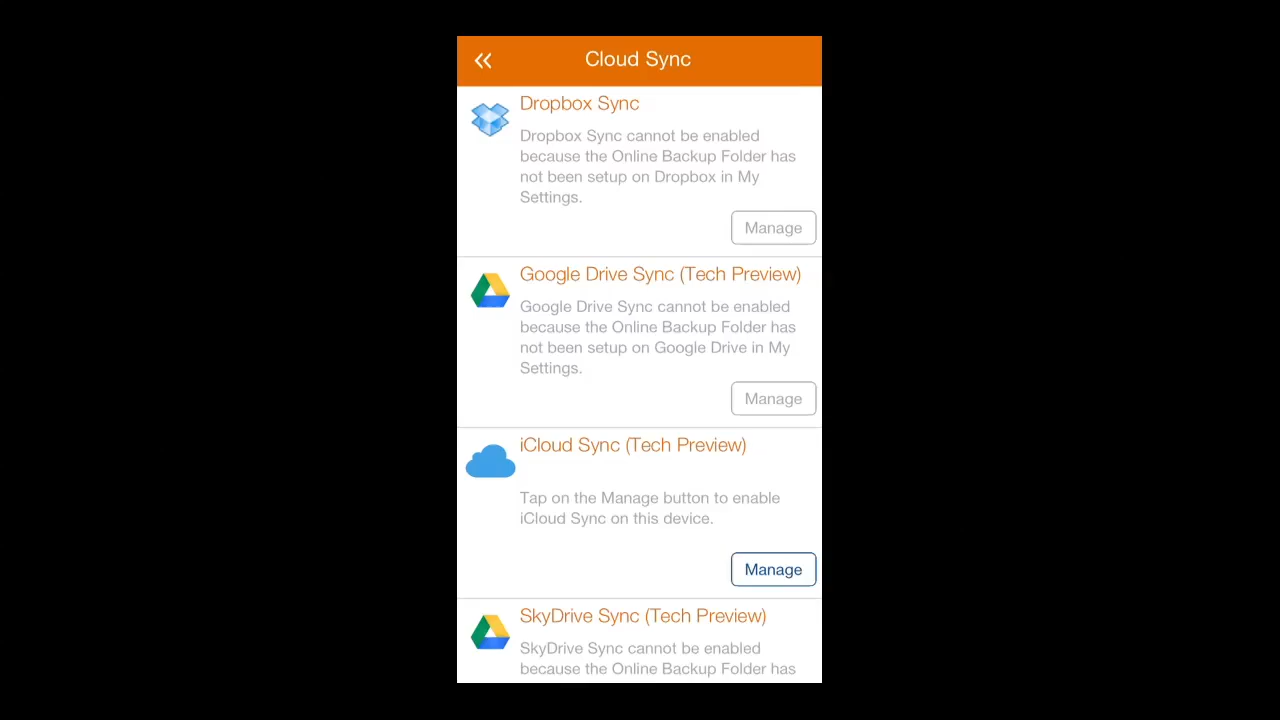 Cloud Sync
Dropbox Sync
Dropbox Sync cannot be enabled
because the Online Backup Folder has
not been setup on Dropbox in My
Settings.
Manage
Google Drive Sync (Tech Preview)
Google Drive Sync cannot be enabled
because the Online Backup Folder has
not been setup on Google Drive in My
Settings.
Manage
iCloud Sync (Tech Preview)
Tap on the Manage button to enable
iCloud Sync on this device.
Manage
SkyDrive Sync (Tech Preview)
SkyDrive Sync cannot be enabled
because the Online Backup Folder has